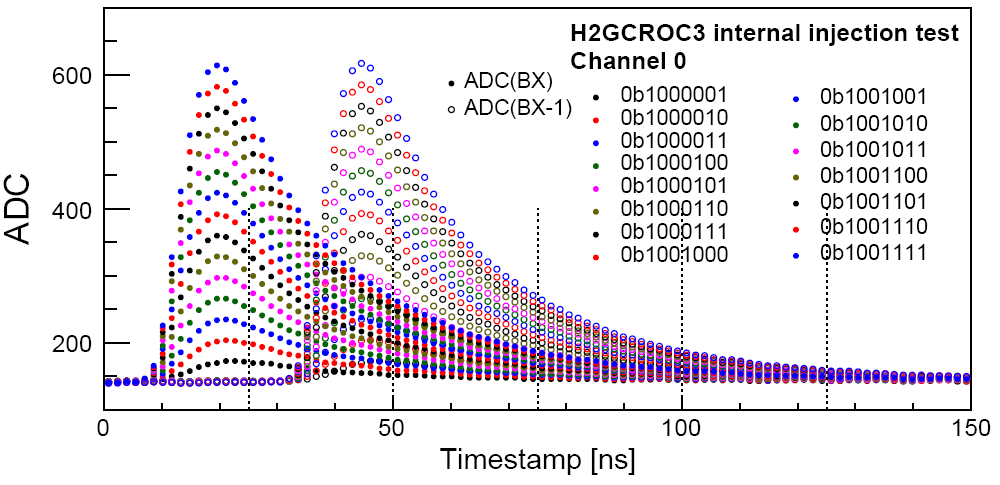 H2GCROC3 internal injection test
Channel 0
ADC(BX)
ADC(BX-1)
0b1000001
0b1000010
0b1000011
0b1000100
0b1000101
0b1000110
0b1000111
0b1001000
0b1001001
0b1001010
0b1001011
0b1001100
0b1001101
0b1001110
0b1001111
600
400
200
ADC
0
50
100
150
Timestamp [ns]